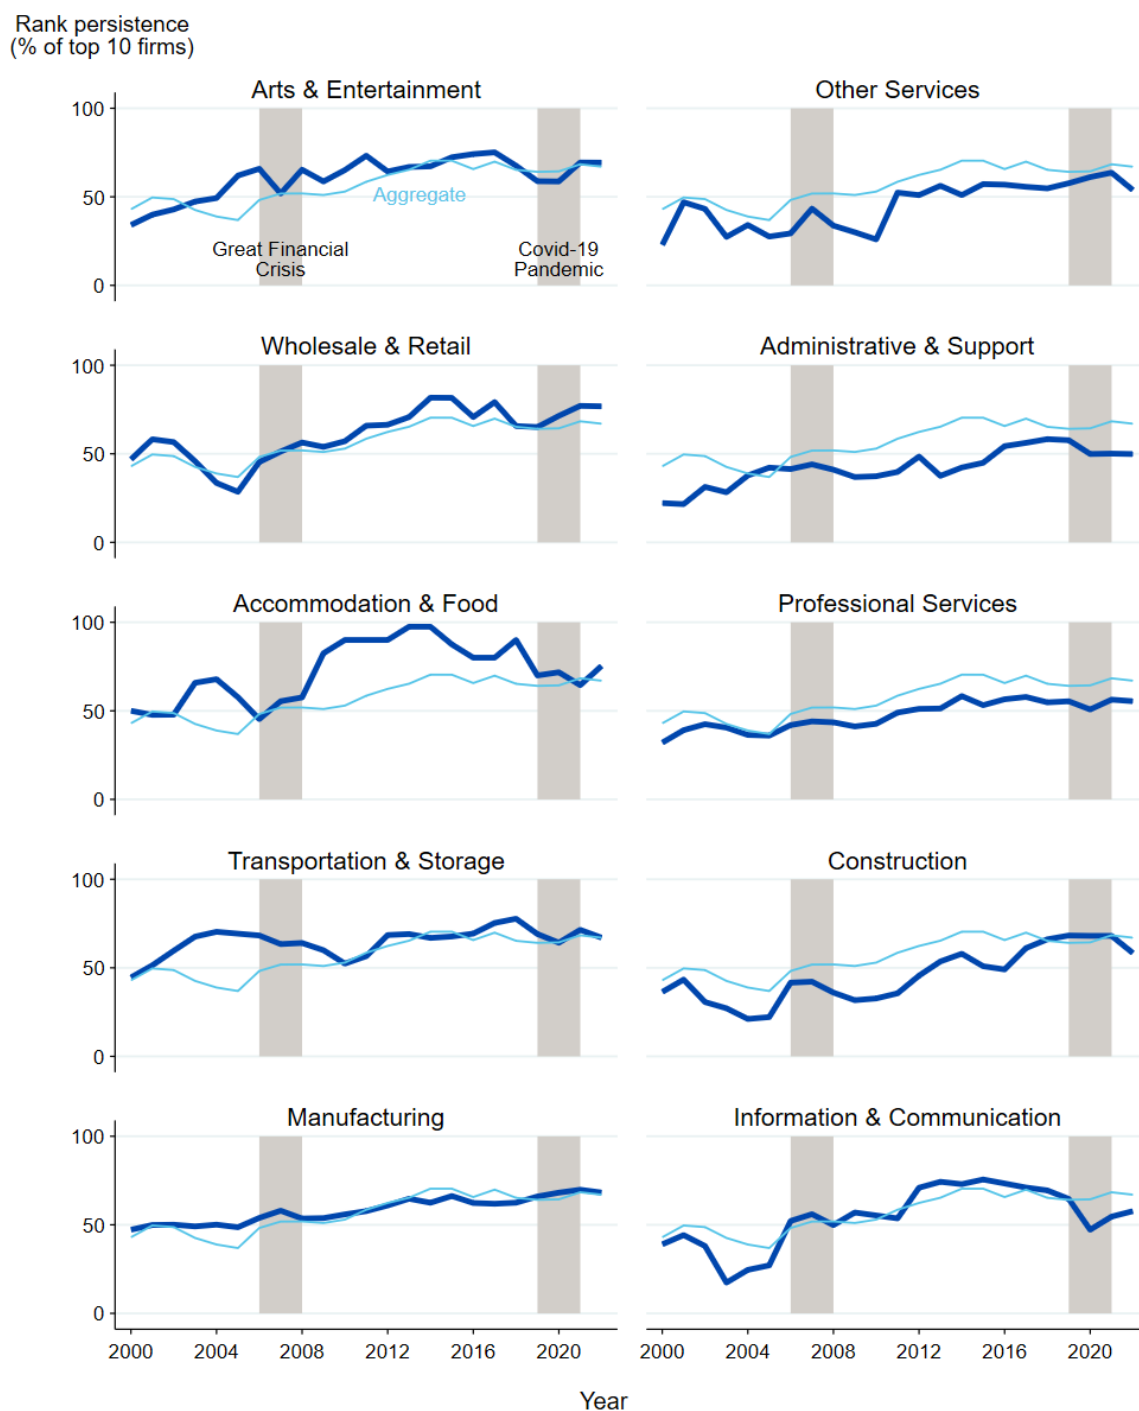 Rank persistence
(% of top 10 firms)
Arts & Entertainment
Other Services
100
50
0
Aggregate
Great Financial
Crisis
Covid-19
Pandemic
Wholesale & Retail
Administrative & Support
100
50
0
Accommodation & Food
Professional Services
100
50
0
Transportation & Storage
Construction
100
50
0
Manufacturing
Information & Communication
100
50
0
2000 2004 2008 2012 2016 2020
2000 2004 2008 2012 2016 2020
Year